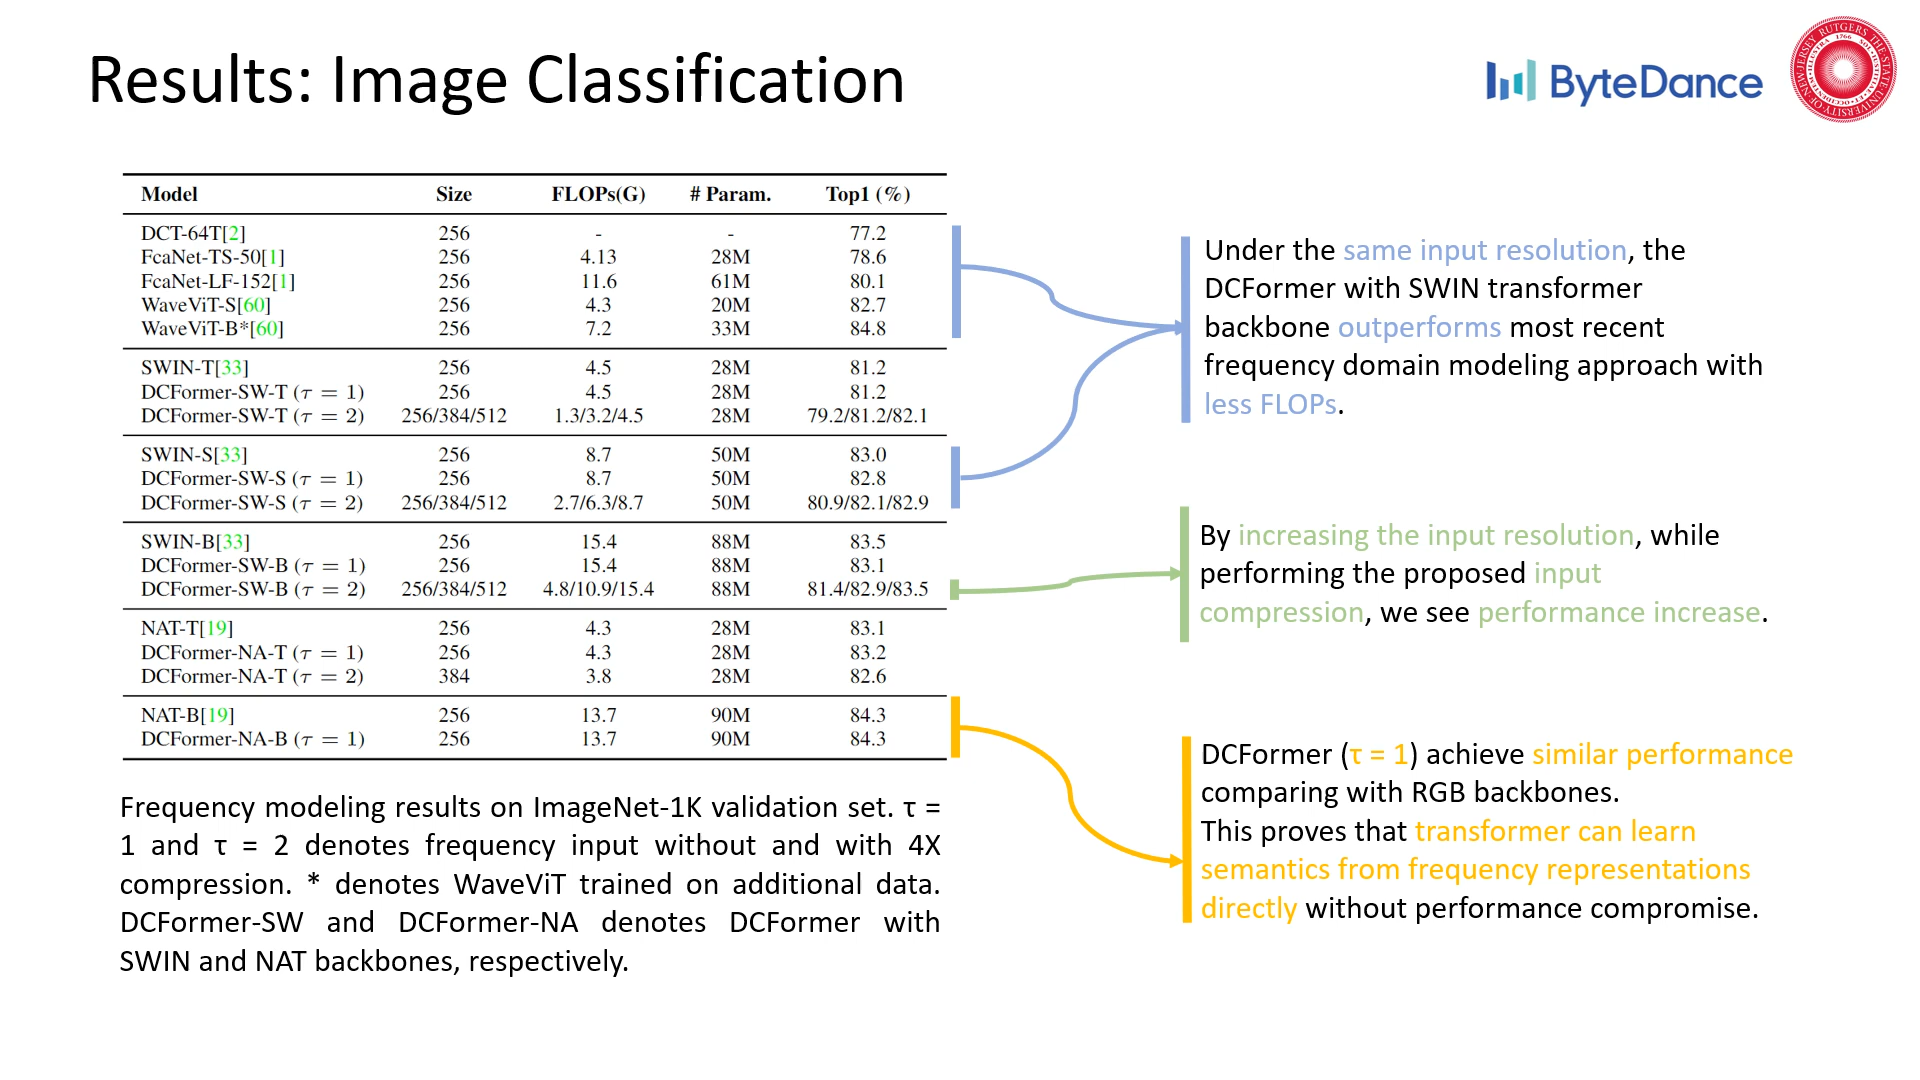 Results: Image Classification
ByteDance
RUTGERS THE STATE UNIVERSITY OF NEW JERSEY
1766
Model Size FLOPs(G) # Param. Top1 (%)
DCT-64T[2] 256 - - 77.2
FcaNet-TS-50[1] 256 4.13 28M 78.6
FcaNet-LF-152[1] 256 11.6 61M 80.1
WaveViT-S[60] 256 4.3 20M 82.7
WaveViT-B*[60] 256 7.2 33M 84.8
SWIN-T[33] 256 4.5 28M 81.2
DCFormer-SW-T (τ = 1) 256 4.5 28M 81.2
DCFormer-SW-T (τ = 2) 256/384/512 1.3/3.2/4.5 28M 79.2/81.2/82.1
SWIN-S[33] 256 8.7 50M 83.0
DCFormer-SW-S (τ = 1) 256 8.7 50M 82.8
DCFormer-SW-S (τ = 2) 256/384/512 2.7/6.3/8.7 50M 80.9/82.1/82.9
SWIN-B[33] 256 15.4 88M 83.5
DCFormer-SW-B (τ = 1) 256 15.4 88M 83.1
DCFormer-SW-B (τ = 2) 256/384/512 4.8/10.9/15.4 88M 81.4/82.9/83.5
NAT-T[19] 256 4.3 28M 83.1
DCFormer-NA-T (τ = 1) 256 4.3 28M 83.2
DCFormer-NA-T (τ = 2) 384 3.8 28M 82.6
NAT-B[19] 256 13.7 90M 84.3
DCFormer-NA-B (τ = 1) 256 13.7 90M 84.3
Frequency modeling results on ImageNet-1K validation set. τ =
1 and τ = 2 denotes frequency input without and with 4X
compression. * denotes WaveViT trained on additional data.
DCFormer-SW and DCFormer-NA denotes DCFormer with
SWIN and NAT backbones, respectively.
Under the same input resolution, the
DCFormer with SWIN transformer
backbone outperforms most recent
frequency domain modeling approach with
less FLOPs.
By increasing the input resolution, while
performing the proposed input
compression, we see performance increase.
DCFormer (τ = 1) achieve similar performance
comparing with RGB backbones.
This proves that transformer can learn
semantics from frequency representations
directly without performance compromise.